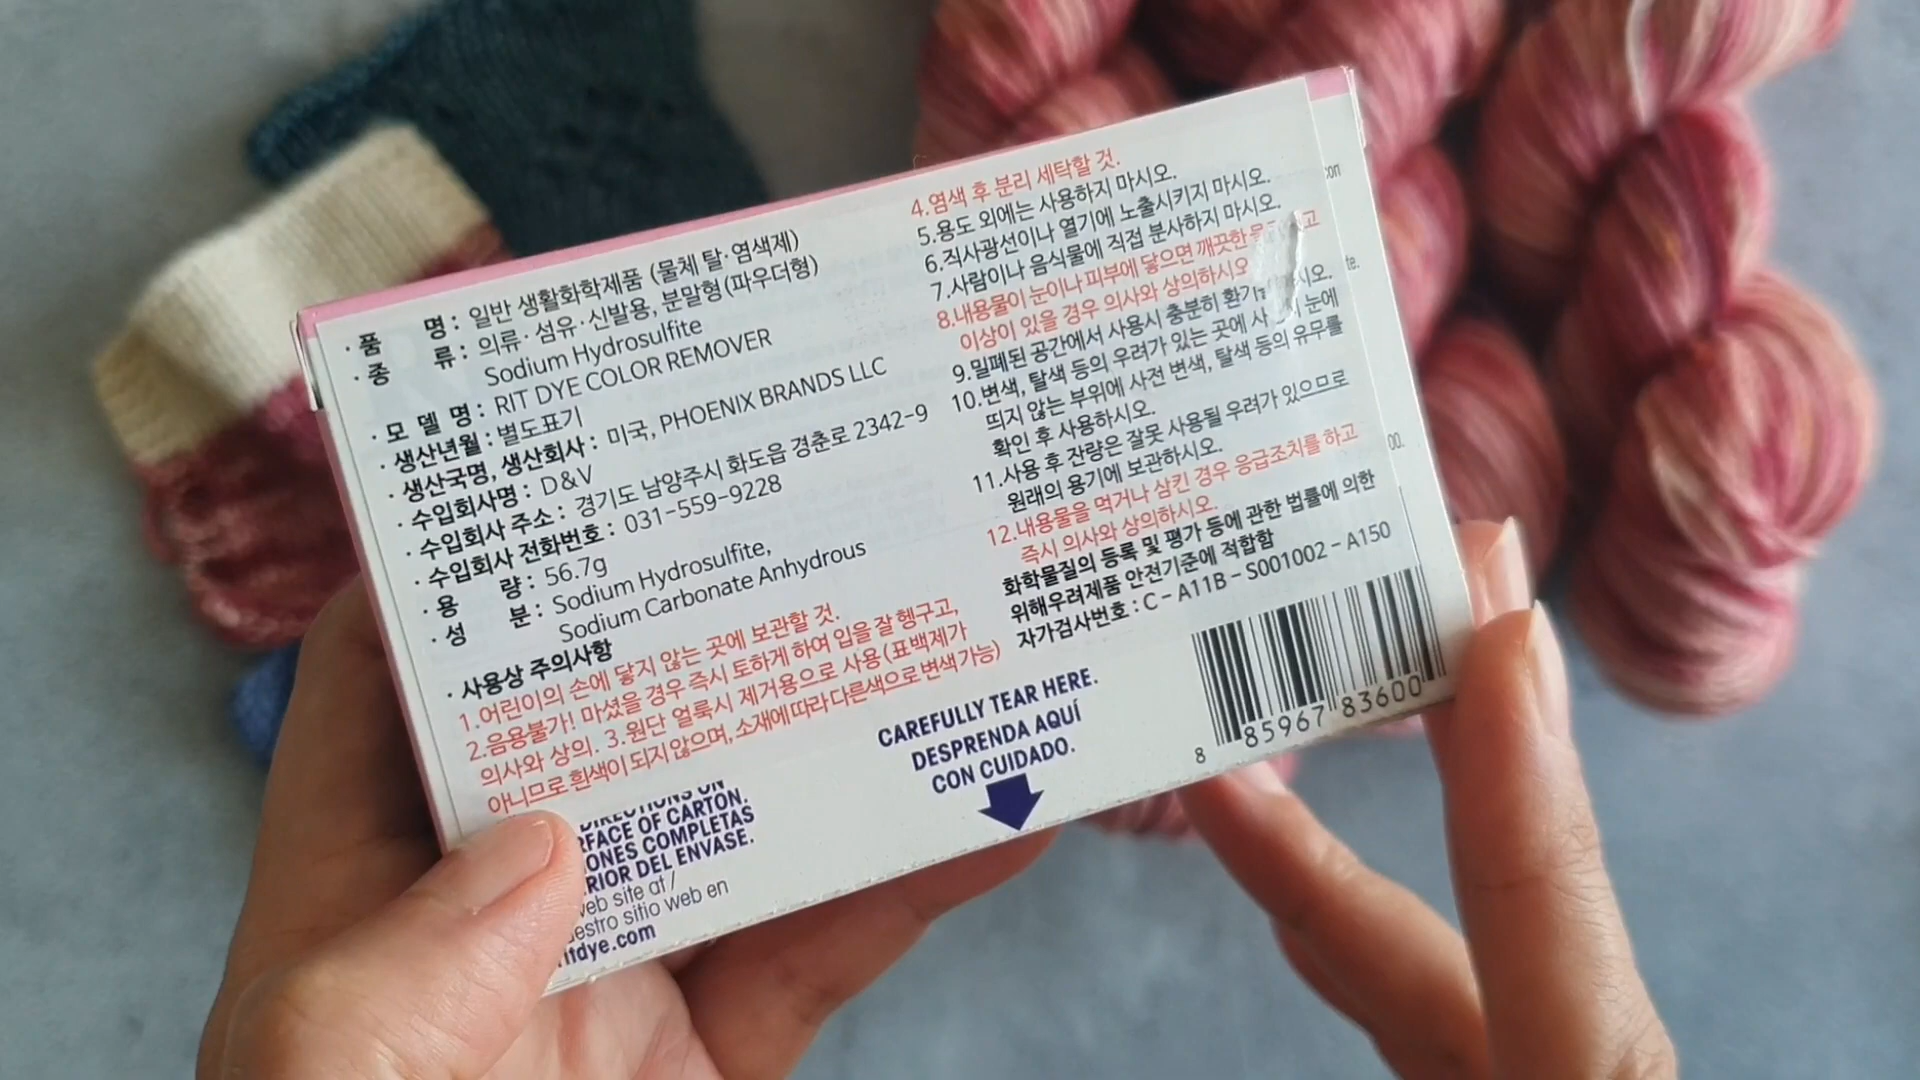 · 품 명 : 일반 생활화학제품 (물체 탈·염색제)
· 종 류 : 의류·섬유·신발용, 분말형(파우더형)
Sodium Hydrosulfite
· 모 델 명 : RIT DYE COLOR REMOVER
· 생산년월 : 별도표기
· 생산국명, 생산회사 : 미국, PHOENIX BRANDS LLC
· 수입회사명 : D&V
· 수입회사 주소 : 경기도 남양주시 화도읍 경춘로 2342-9
· 수입회사 전화번호 : 031-559-9228
· 용 량 : 56.7g
· 성 분 : Sodium Hydrosulfite,
Sodium Carbonate Anhydrous
· 사용상 주의사항
1.어린이의 손에 닿지 않는 곳에 보관할 것.
2.음용불가! 마셨을 경우 즉시 토하게 하여 입을 잘 헹구고,
의사와 상의. 3.원단 얼룩시 제거용으로 사용(표백제가
아니므로 흰색이 되지 않으며, 소재에 따라 다른색으로 변색 가능)
4.염색 후 분리 세탁할 것.
5.용도 외에는 사용하지 마시오.
6.직사광선이나 열기에 노출시키지 마시오.
7.사람이나 음식물에 직접 분사하지 마시오.
8.내용물이 눈이나 피부에 닿으면 깨끗한
이상이 있을 경우 의사와 상의하시오
9.밀폐된 공간에서 사용시 충분히
10.변색, 탈색 등의 우려가 있는 곳에 눈에
띄지 않는 부위에 사전 변색, 탈색 등의 유무를
확인 후 사용하시오.
11.사용 후 잔량은 잘못 사용될 우려가 있으므로
원래의 용기에 보관하시오.
12.내용물을 먹거나 삼킨 경우 응급조치를 하고
즉시 의사와 상의하시오.
화학물질의 등록 및 평가 등에 관한 법률에 의한
위해우려제품 안전기준에 적합함
자가검사번호 : C - A11B - S001002 - A150
8 85967 83600
CAREFULLY TEAR HERE.
DESPRENDA AQUÍ
CON CUIDADO.
DIRECTIONS ON
OF CARTON.
COMPLETAS
DEL ENVASE.
site at /
sitio web en
ritdye.com